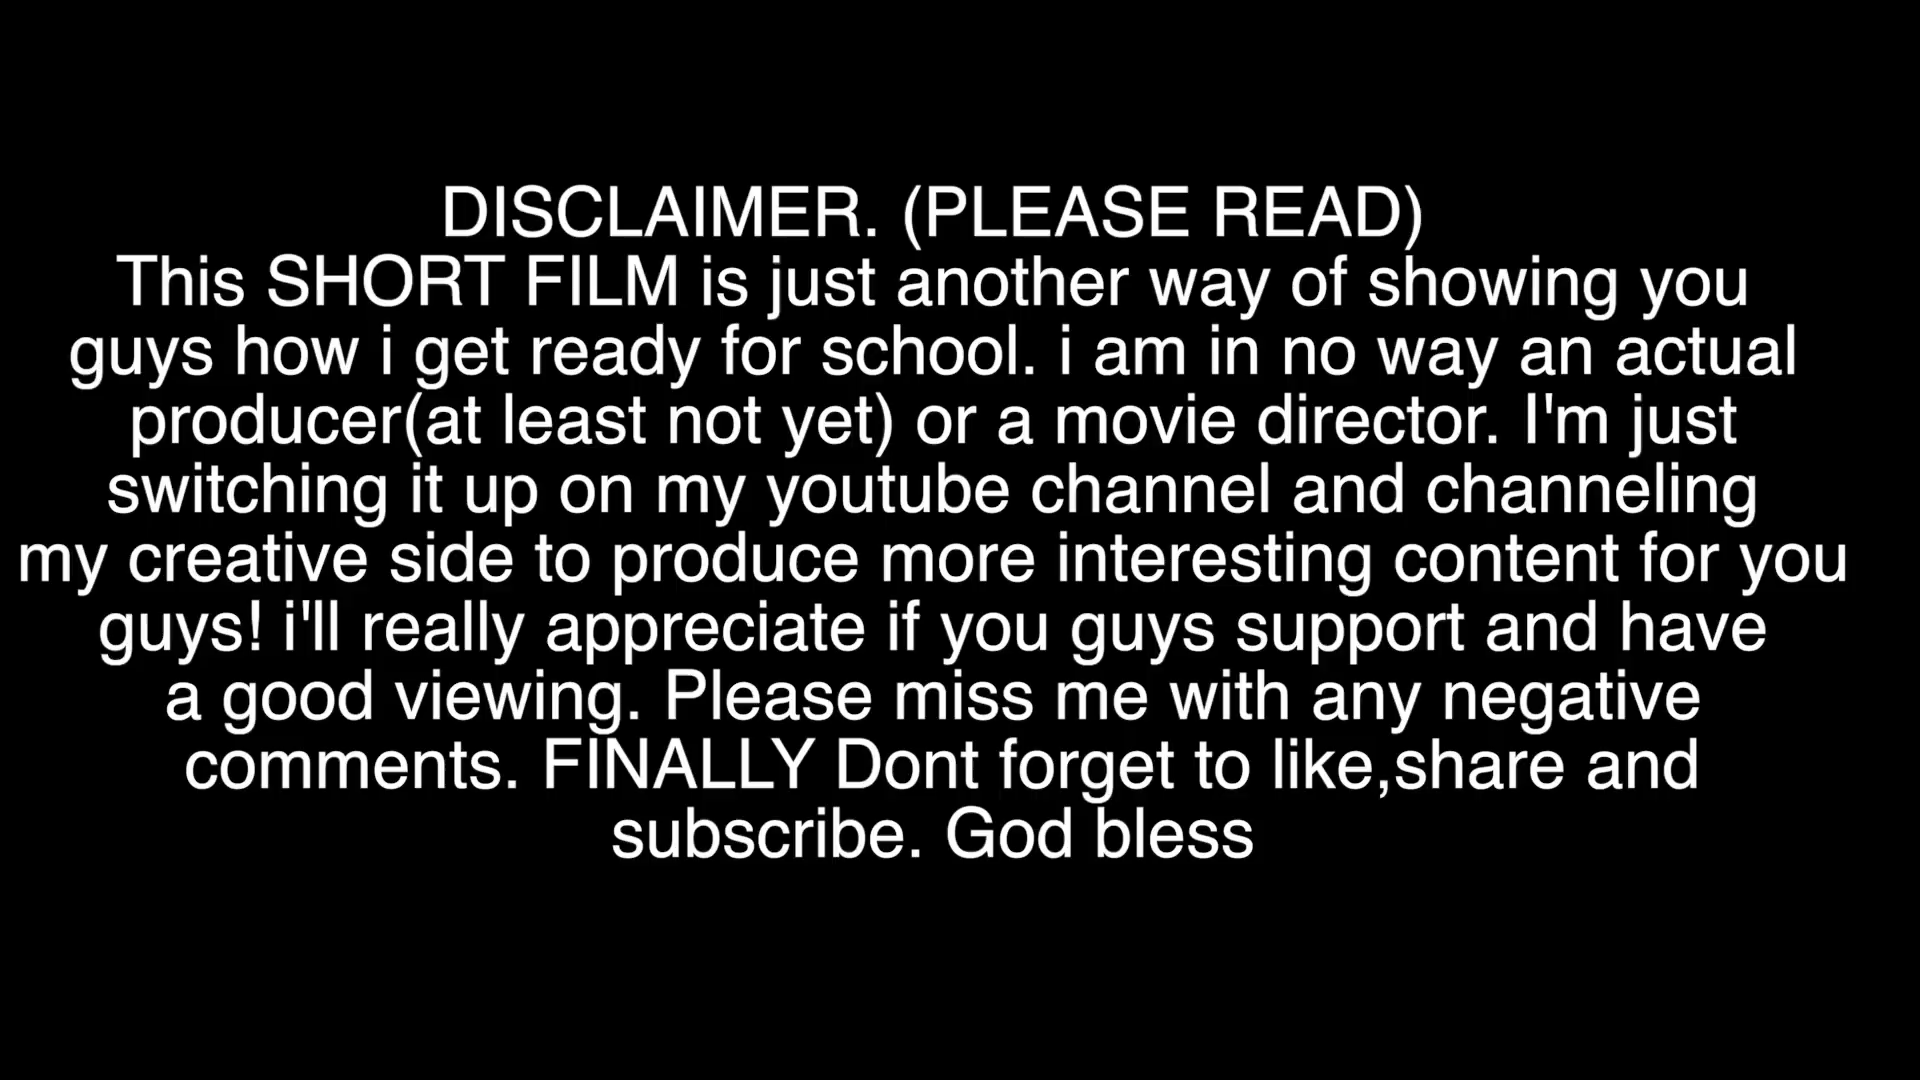 DISCLAIMER. (PLEASE READ)
This SHORT FILM is just another way of showing you
guys how i get ready for school. i am in no way an actual
producer(at least not yet) or a movie director. I'm just
switching it up on my youtube channel and channeling
my creative side to produce more interesting content for you
guys! i'll really appreciate if you guys support and have
a good viewing. Please miss me with any negative
comments. FINALLY Dont forget to like,share and
subscribe. God bless